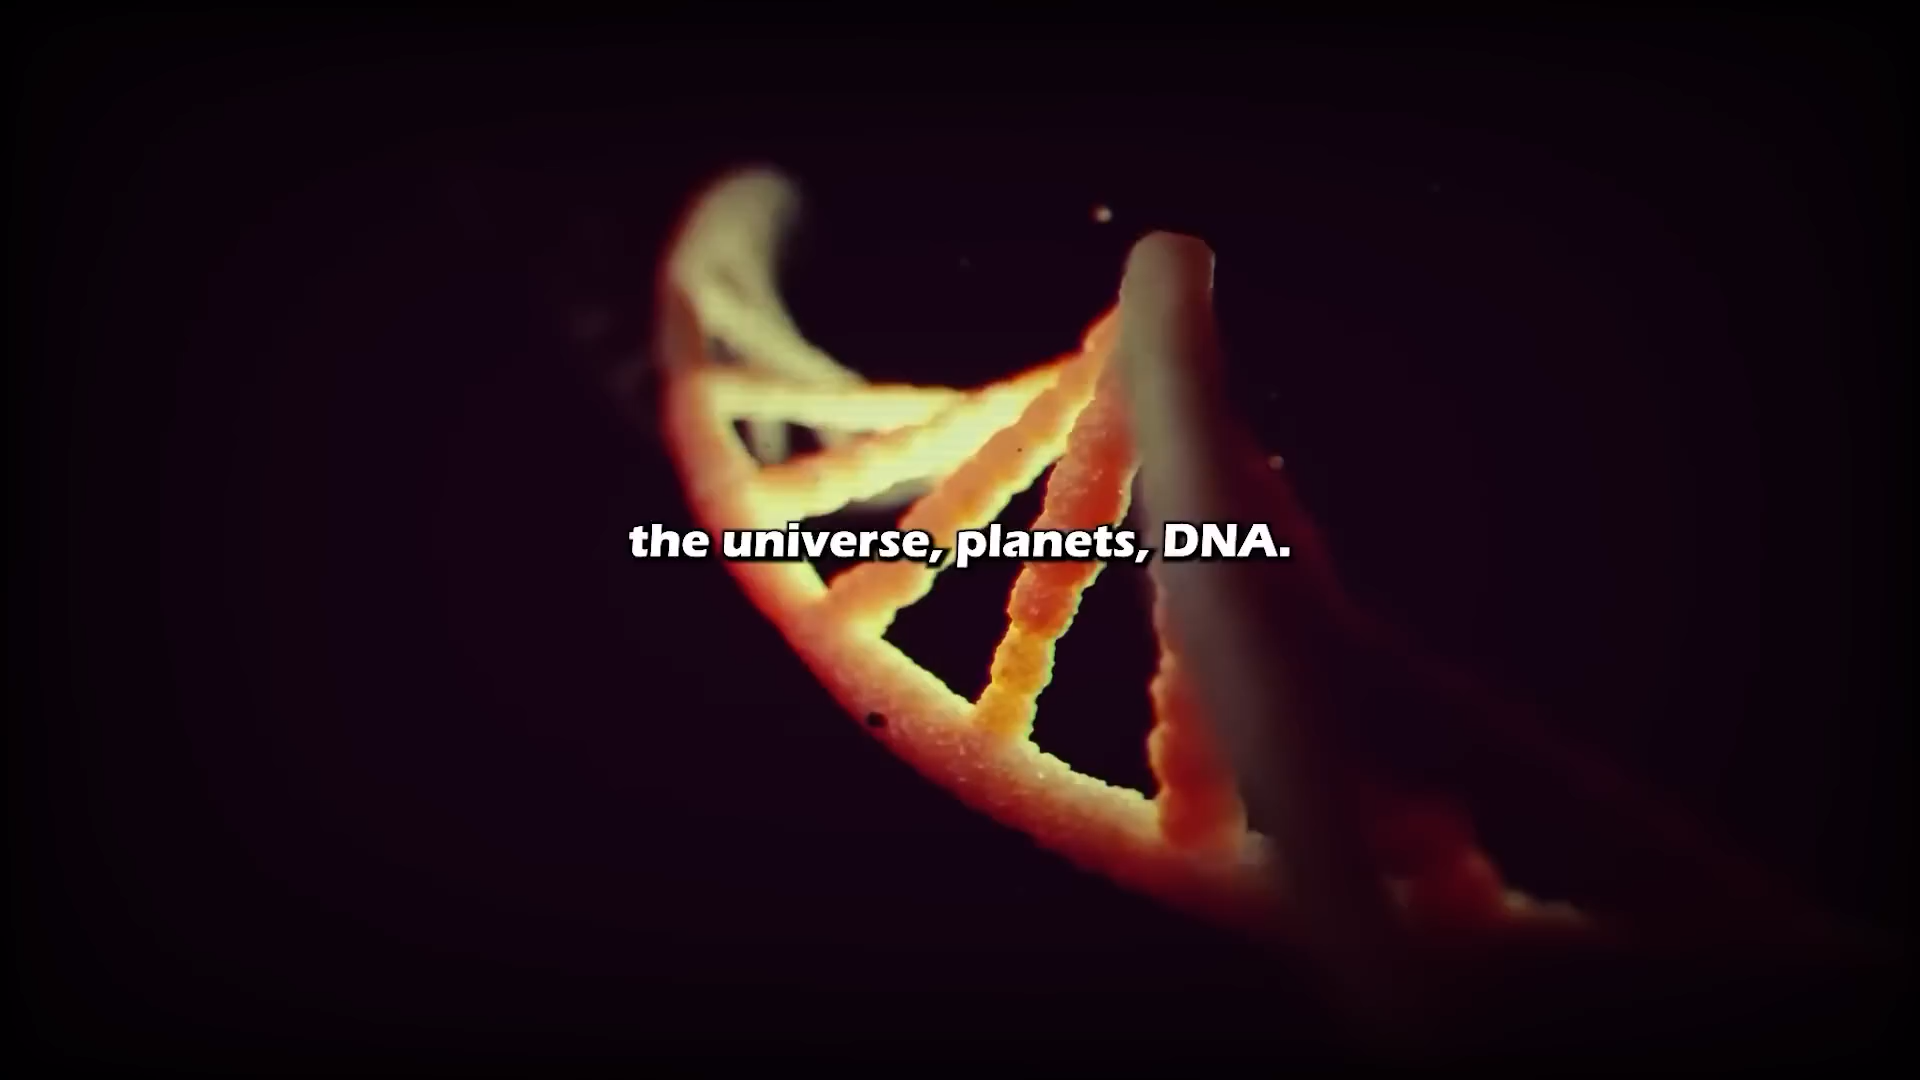 the universe, planets, DNA.